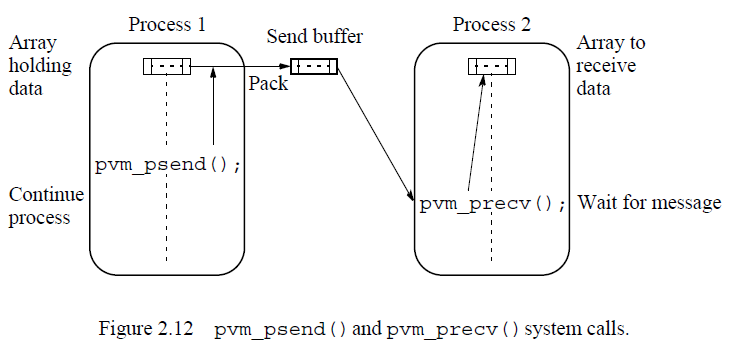 Process 1
Process 2
Send buffer
Array
holding
data
Array to
receive
data
Pack
pvm_psend();
Continue
process
pvm_precv();
Wait for message
Figure 2.12 pvm_psend() and pvm_precv() system calls.